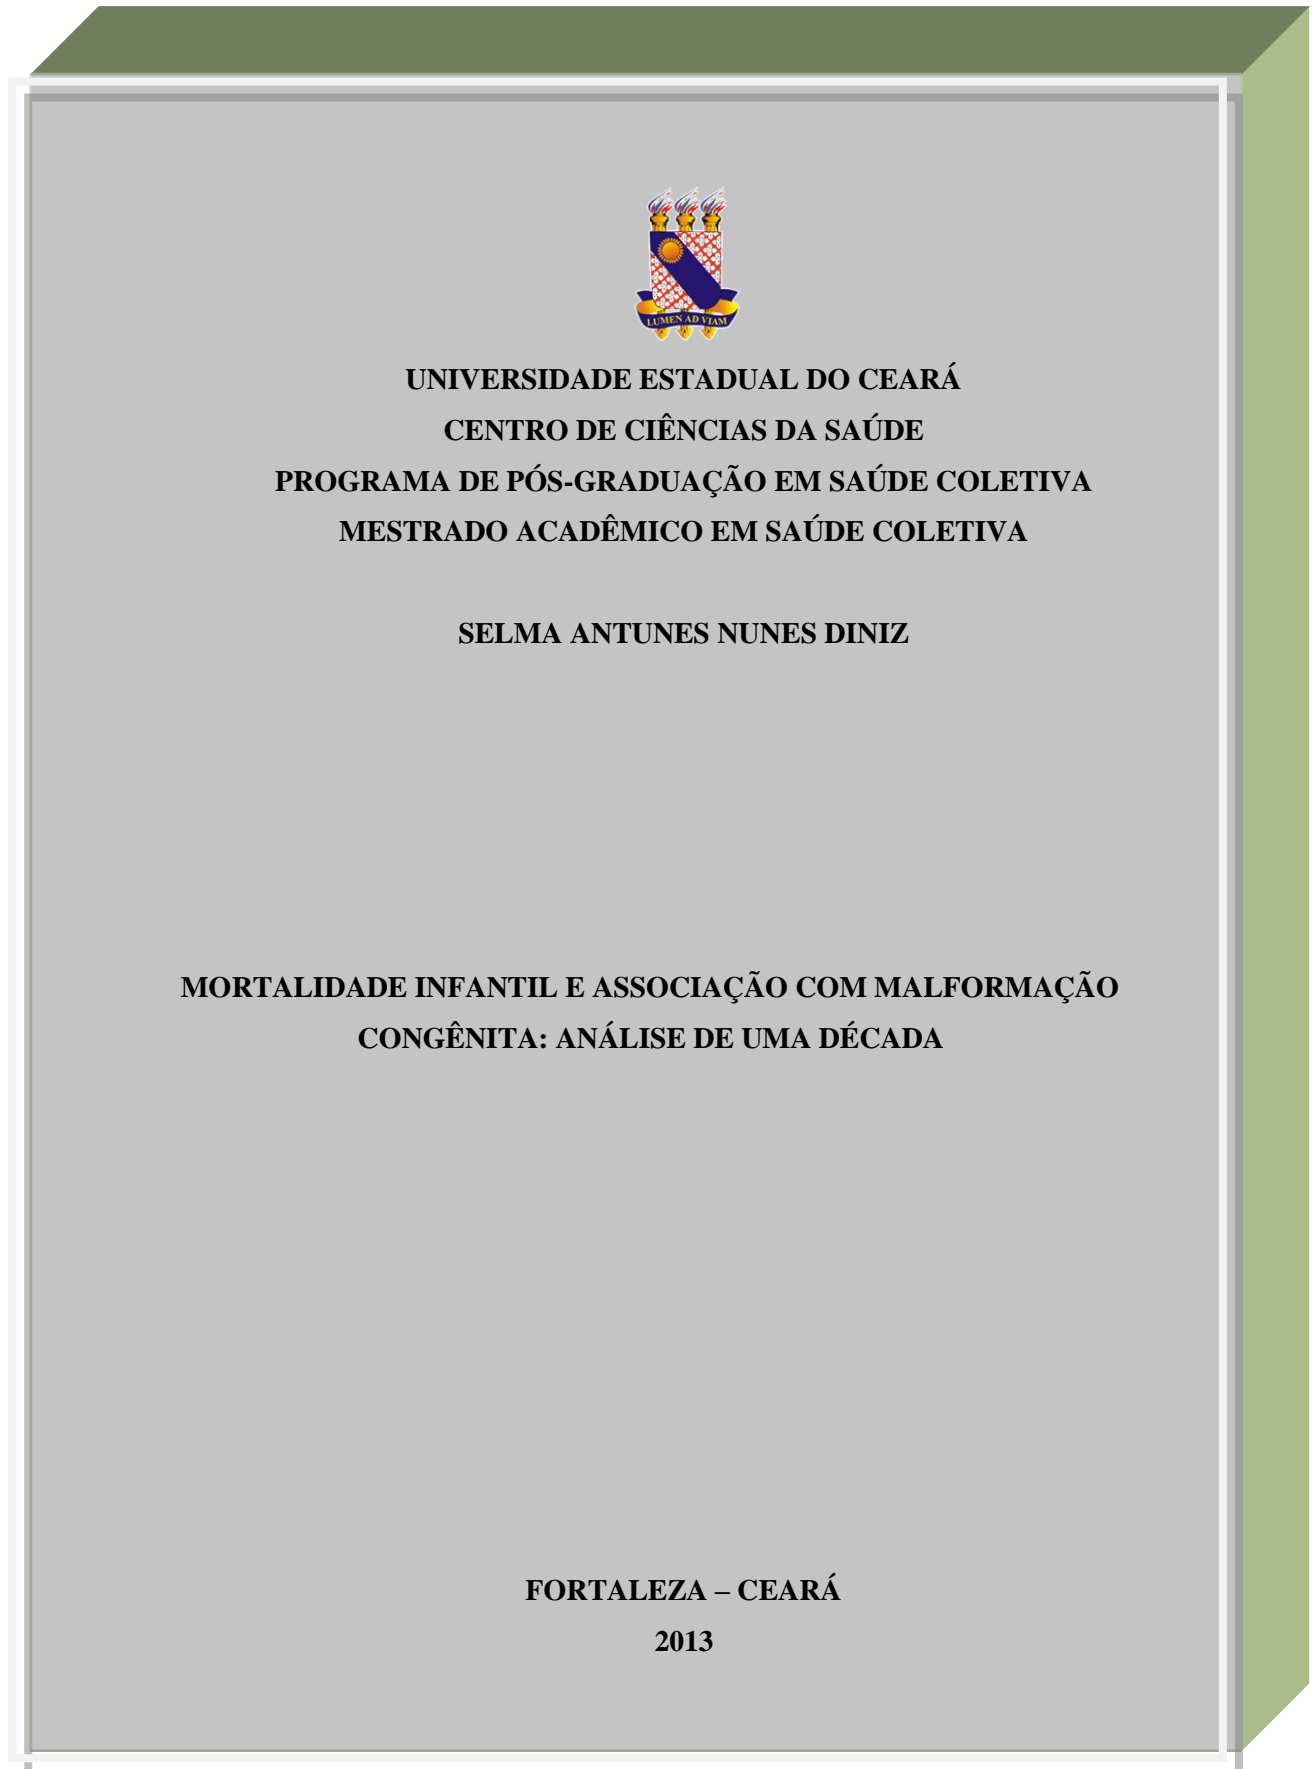 LUMEN AD VIAM
UNIVERSIDADE ESTADUAL DO CEARÁ
CENTRO DE CIÊNCIAS DA SAÚDE
PROGRAMA DE PÓS-GRADUAÇÃO EM SAÚDE COLETIVA
MESTRADO ACADÊMICO EM SAÚDE COLETIVA
SELMA ANTUNES NUNES DINIZ
MORTALIDADE INFANTIL E ASSOCIAÇÃO COM MALFORMAÇÃO
CONGÊNITA: ANÁLISE DE UMA DÉCADA
FORTALEZA – CEARÁ
2013